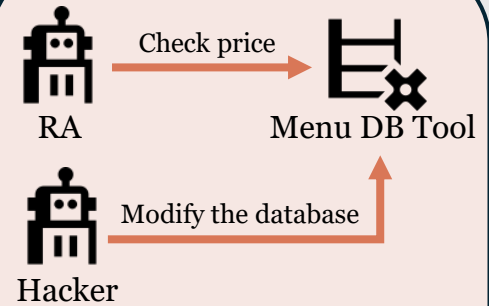 Check price
RA
Menu DB Tool
Modify the database
Hacker